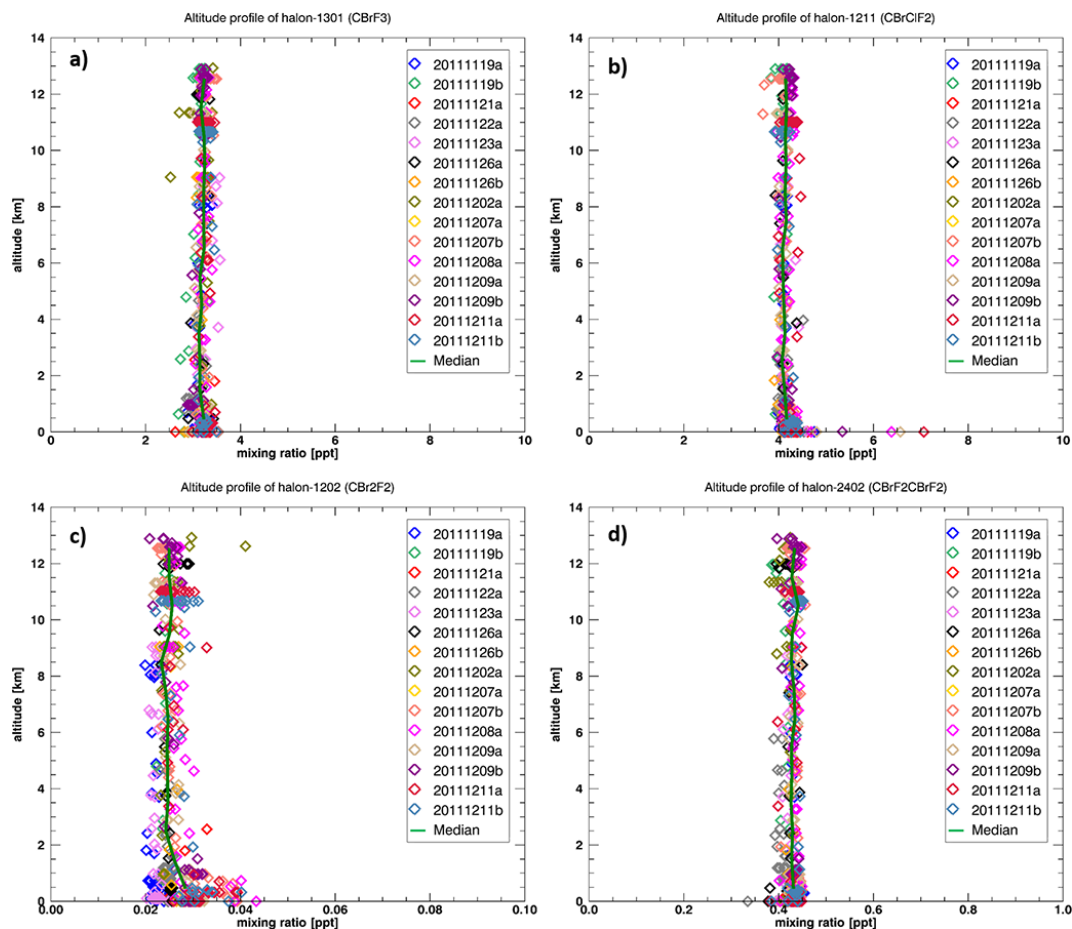 Altitude profile of halon-1301 (CBrF3)
a)
altitude [km]
14
12
10
8
6
4
2
0
0
2
4
6
8
10
mixing ratio [ppt]
20111119a
20111119b
20111121a
20111122a
20111123a
20111126a
20111126b
20111202a
20111207a
20111207b
20111208a
20111209a
20111209b
20111211a
20111211b
Median
Altitude profile of halon-1211 (CBrClF2)
b)
altitude [km]
14
12
10
8
6
4
2
0
0
2
4
6
8
10
mixing ratio [ppt]
20111119a
20111119b
20111121a
20111122a
20111123a
20111126a
20111126b
20111202a
20111207a
20111207b
20111208a
20111209a
20111209b
20111211a
20111211b
Median
Altitude profile of halon-1202 (CBr2F2)
c)
altitude [km]
14
12
10
8
6
4
2
0
0.00
0.02
0.04
0.06
0.08
0.10
mixing ratio [ppt]
20111119a
20111119b
20111121a
20111122a
20111123a
20111126a
20111126b
20111202a
20111207a
20111207b
20111208a
20111209a
20111209b
20111211a
20111211b
Median
Altitude profile of halon-2402 (CBrF2CBrF2)
d)
altitude [km]
14
12
10
8
6
4
2
0
0.0
0.2
0.4
0.6
0.8
1.0
mixing ratio [ppt]
20111119a
20111119b
20111121a
20111122a
20111123a
20111126a
20111126b
20111202a
20111207a
20111207b
20111208a
20111209a
20111209b
20111211a
20111211b
Median